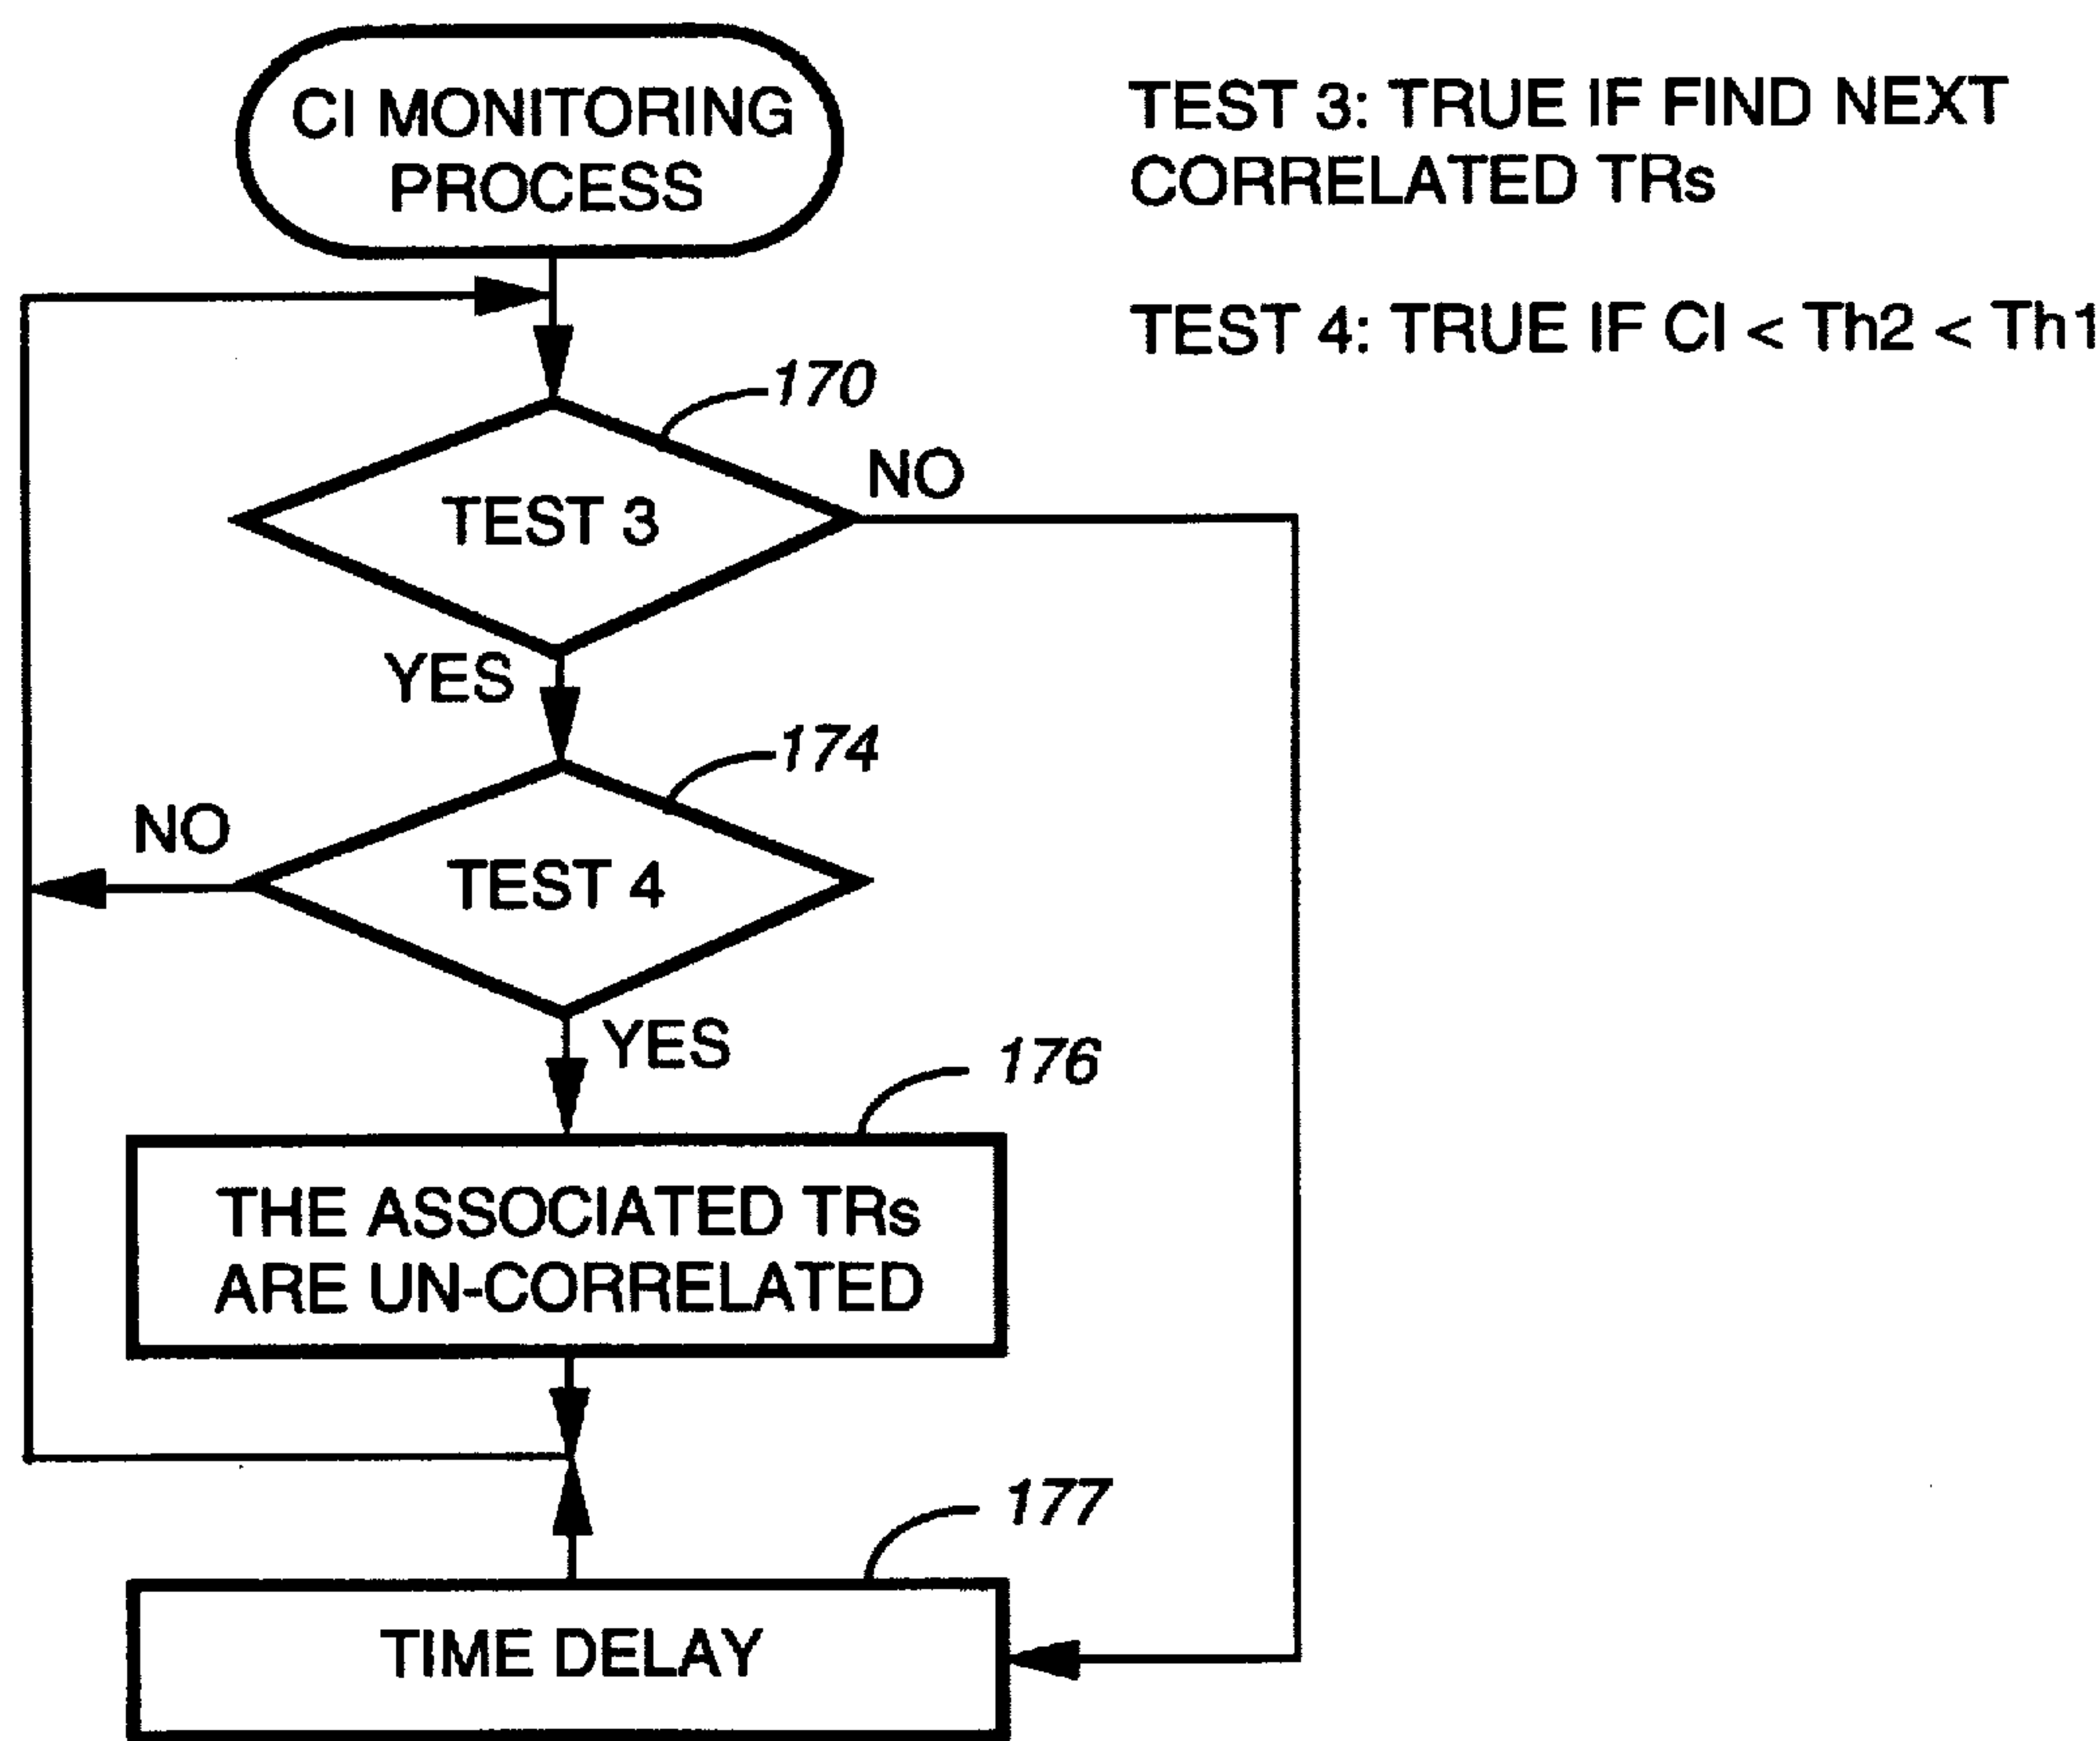 CI MONITORING
PROCESS
TEST 3: TRUE IF FIND NEXT
CORRELATED TRs
TEST 4: TRUE IF CI < Th2 < Th1
170
TEST 3
NO
YES
174
NO
TEST 4
YES
176
THE ASSOCIATED TRs
ARE UN-CORRELATED
177
TIME DELAY